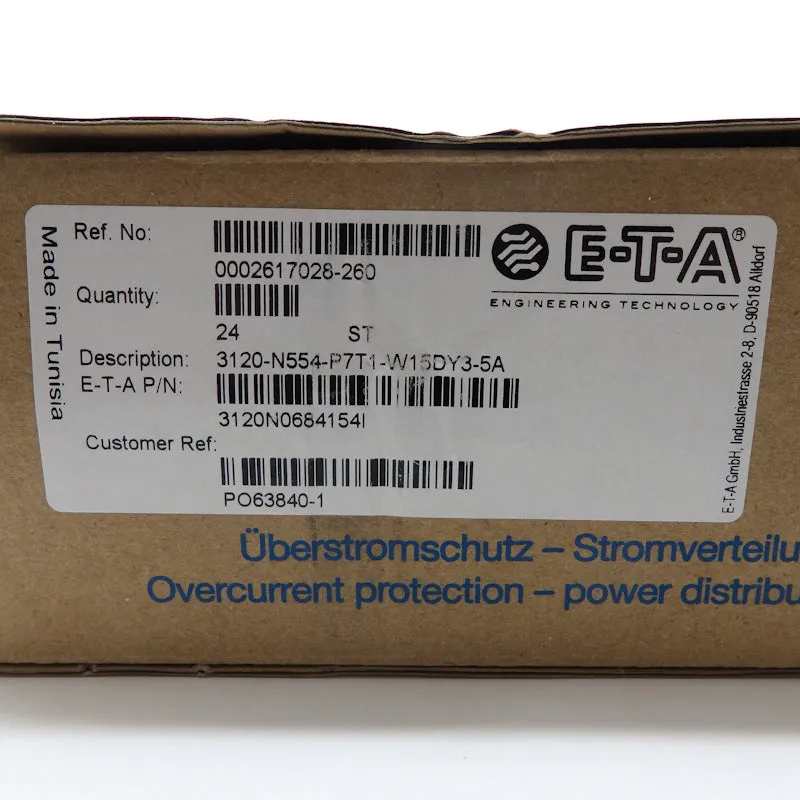 Made in Tunisia
Ref. No:
0002617028-260
Quantity:
24 ST
Description: 3120-N554-P7T1-W15DY3-5A
E-T-A P/N:
3120N0684154I
Customer Ref:
PO63840-1
E-T-A®
ENGINEERING TECHNOLOGY
E-T-A GmbH, Industriestrasse 2-8, D-90518 Altdorf
Überstromschutz – Stromverteilu
Overcurrent protection – power distribu